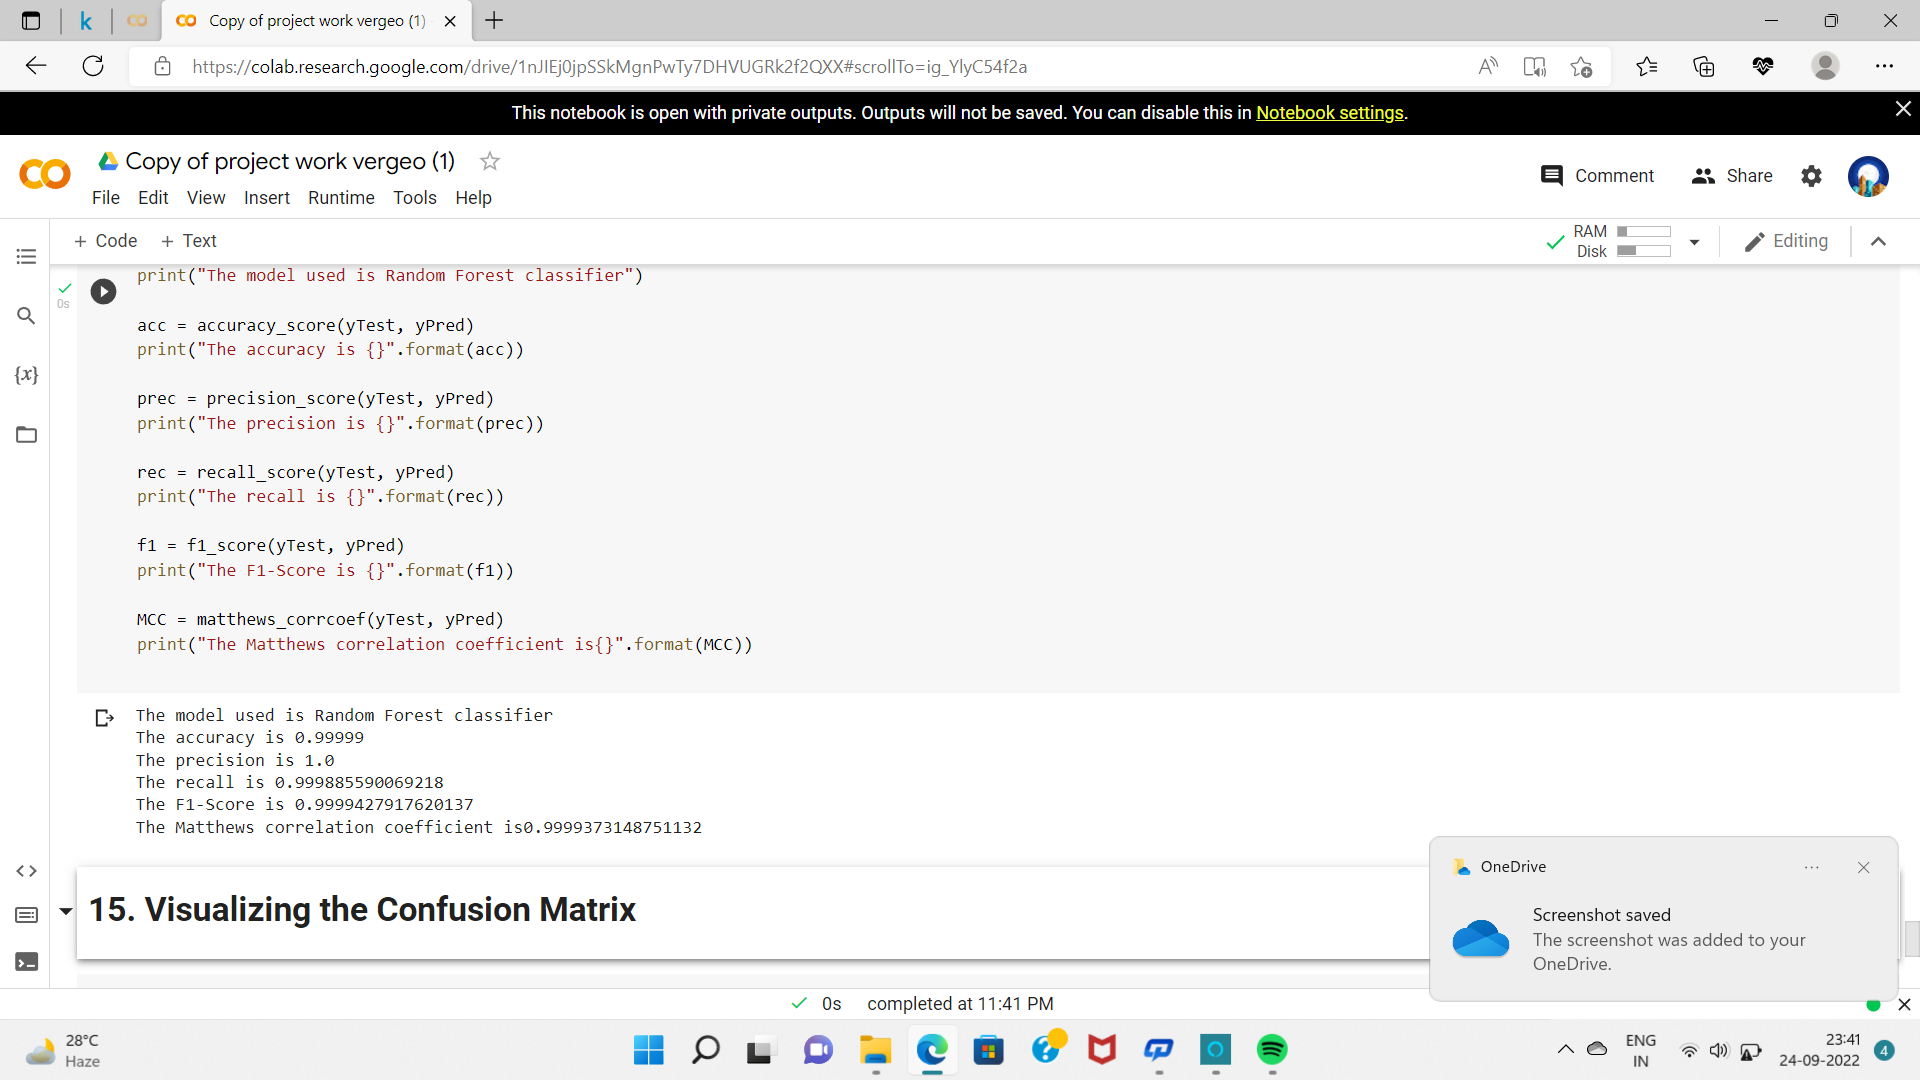 Copy of project work vergeo (1)
https://colab.research.google.com/drive/1nJIEj0jpSSkMgnPwTy7DHVUGRk2f2QXX#scrollTo=ig_YlyC54f2a
This notebook is open with private outputs. Outputs will not be saved. You can disable this in Notebook settings.
Copy of project work vergeo (1)
File Edit View Insert Runtime Tools Help
Comment Share
+ Code + Text
RAM
Disk
Editing
print("The model used is Random Forest classifier")
0s
acc = accuracy_score(yTest, yPred)
print("The accuracy is {}".format(acc))
prec = precision_score(yTest, yPred)
print("The precision is {}".format(prec))
rec = recall_score(yTest, yPred)
print("The recall is {}".format(rec))
f1 = f1_score(yTest, yPred)
print("The F1-Score is {}".format(f1))
MCC = matthews_corrcoef(yTest, yPred)
print("The Matthews correlation coefficient is{}".format(MCC))
The model used is Random Forest classifier
The accuracy is 0.99999
The precision is 1.0
The recall is 0.999885590069218
The F1-Score is 0.9999427917620137
The Matthews correlation coefficient is0.9999373148751132
15. Visualizing the Confusion Matrix
OneDrive
Screenshot saved
The screenshot was added to your
OneDrive.
0s completed at 11:41 PM
28°C
Haze
ENG
IN
23:41
24-09-2022
4